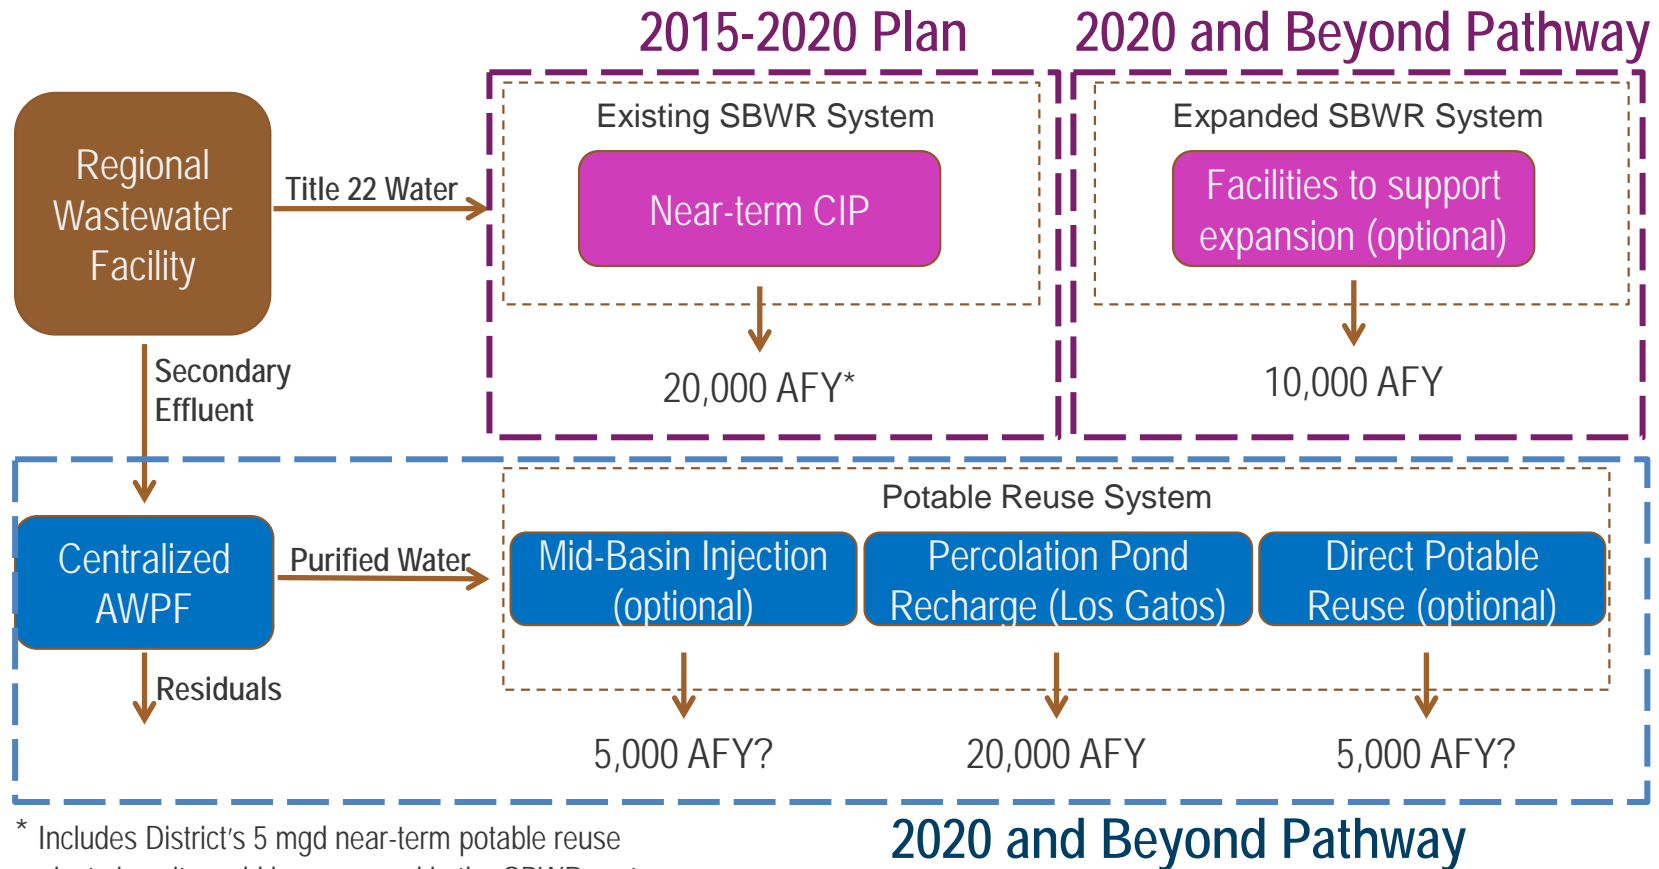 2015-2020 Plan
2020 and Beyond Pathway
Existing SBWR System
Expanded SBWR System
Regional
Wastewater
Facility
Title 22 Water
Near-term CIP
Facilities to support
expansion (optional)
20,000 AFY*
10,000 AFY
Secondary
Effluent
Potable Reuse System
Centralized
AWPF
Purified Water
Mid-Basin Injection
(optional)
Percolation Pond
Recharge (Los Gatos)
Direct Potable
Reuse (optional)
Residuals
5,000 AFY?
20,000 AFY
5,000 AFY?
* Includes District's 5 mgd near-term potable reuse
2020 and Beyond Pathway